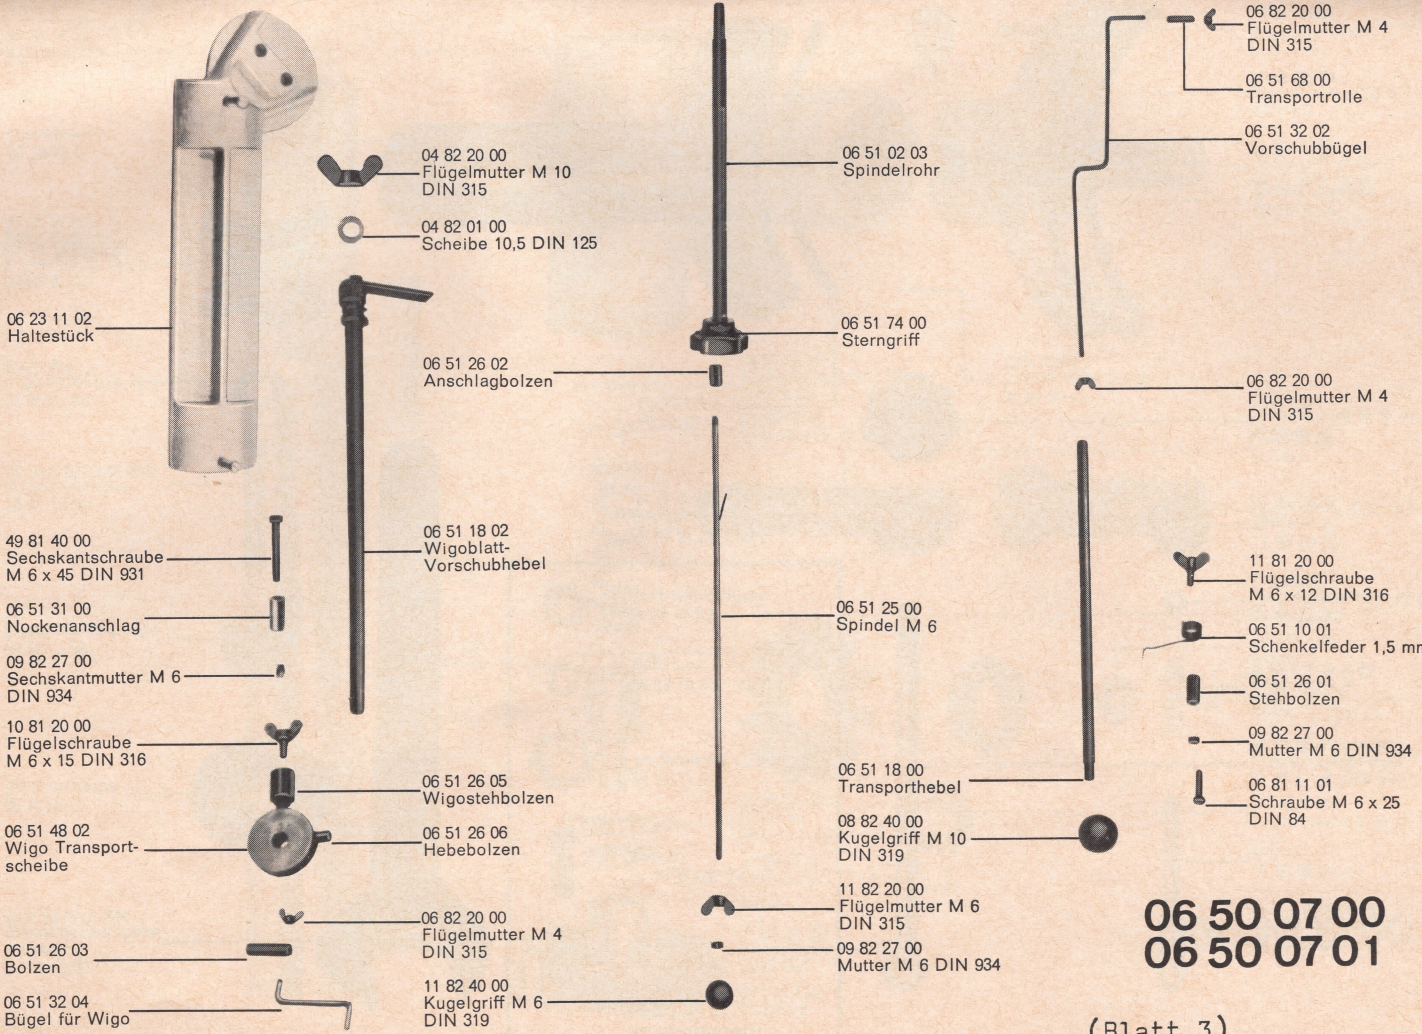 06 23 11 02
Haltestück
49 81 40 00
Sechskantschraube
M 6 x 45 DIN 931
06 51 31 00
Nockenanschlag
09 82 27 00
Sechskantmutter M 6
DIN 934
10 81 20 00
Flügelschraube
M 6 x 15 DIN 316
06 51 48 02
Wigo Transport-
scheibe
06 51 26 03
Bolzen
06 51 32 04
Bügel für Wigo
04 82 20 00
Flügelmutter M 10
DIN 315
04 82 01 00
Scheibe 10,5 DIN 125
06 51 26 02
Anschlagbolzen
06 51 18 02
Wigoblatt-
Vorschubhebel
06 51 26 05
Wigostehbolzen
06 51 26 06
Hebebolzen
06 82 20 00
Flügelmutter M 4
DIN 315
11 82 40 00
Kugelgriff M 6
DIN 319
06 51 02 03
Spindelrohr
06 51 74 00
Sterngriff
06 51 25 00
Spindel M 6
06 51 18 00
Transporthebel
08 82 40 00
Kugelgriff M 10
DIN 319
11 82 20 00
Flügelmutter M 6
DIN 315
09 82 27 00
Mutter M 6 DIN 934
06 82 20 00
Flügelmutter M 4
DIN 315
06 51 68 00
Transportrolle
06 51 32 02
Vorschubbügel
06 82 20 00
Flügelmutter M 4
DIN 315
11 81 20 00
Flügelschraube
M 6 x 12 DIN 316
06 51 10 01
Schenkelfeder 1,5 mm
06 51 26 01
Stehbolzen
09 82 27 00
Mutter M 6 DIN 934
06 81 11 01
Schraube M 6 x 25
DIN 84
06 50 07 00
06 50 07 01
(Blatt 3)